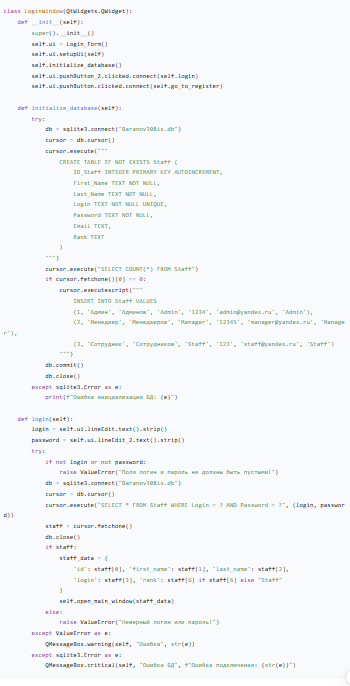 class LoginWindow(QtWidgets.QWidget):
def __init__(self):
super().__init__()
self.ui = Login_Form()
self.ui.setupUi(self)
self.initialize_database()
self.ui.pushButton_2.clicked.connect(self.login)
self.ui.pushButton.clicked.connect(self.go_to_register)
def initialize_database(self):
try:
db = sqlite3.connect("Baranov308is.db")
cursor = db.cursor()
cursor.execute("""
CREATE TABLE IF NOT EXISTS Staff (
ID_Staff INTEGER PRIMARY KEY AUTOINCREMENT,
First_Name TEXT NOT NULL,
Last_Name TEXT NOT NULL,
Login TEXT NOT NULL UNIQUE,
Password TEXT NOT NULL,
Email TEXT,
Rank TEXT
)
""")
cursor.execute("SELECT COUNT(*) FROM Staff")
if cursor.fetchone()[0] == 0:
cursor.executescript("""
INSERT INTO Staff VALUES
(1, 'Админ', 'Админов', 'Admin', '1234', 'admin@yandex.ru', 'Admin'),
(2, 'Менеджер', 'Менеджеров', 'Manager', '12345', 'manager@yandex.ru', 'Manage
r'),
(3, 'Сотрудник', 'Сотрудников', 'Staff', '123', 'staff@yandex.ru', 'Staff')
""")
db.commit()
db.close()
except sqlite3.Error as e:
print(f"Ошибка инициализации БД: {e}")
def login(self):
login = self.ui.lineEdit.text().strip()
password = self.ui.lineEdit_2.text().strip()
try:
if not login or not password:
raise ValueError("Поля логин и пароль не должны быть пустыми!")
db = sqlite3.connect("Baranov308is.db")
cursor = db.cursor()
cursor.execute("SELECT * FROM Staff WHERE Login = ? AND Password = ?", (login, passwor
d))
staff = cursor.fetchone()
db.close()
if staff:
staff_data = {
'id': staff[0], 'first_name': staff[1], 'last_name': staff[2],
'login': staff[3], 'rank': staff[6] if staff[6] else "Staff"
}
self.open_main_window(staff_data)
else:
raise ValueError("Неверный логин или пароль!")
except ValueError as e:
QMessageBox.warning(self, "Ошибка", str(e))
except sqlite3.Error as e:
QMessageBox.critical(self, "Ошибка БД", f"Ошибка подключения: {str(e)}")